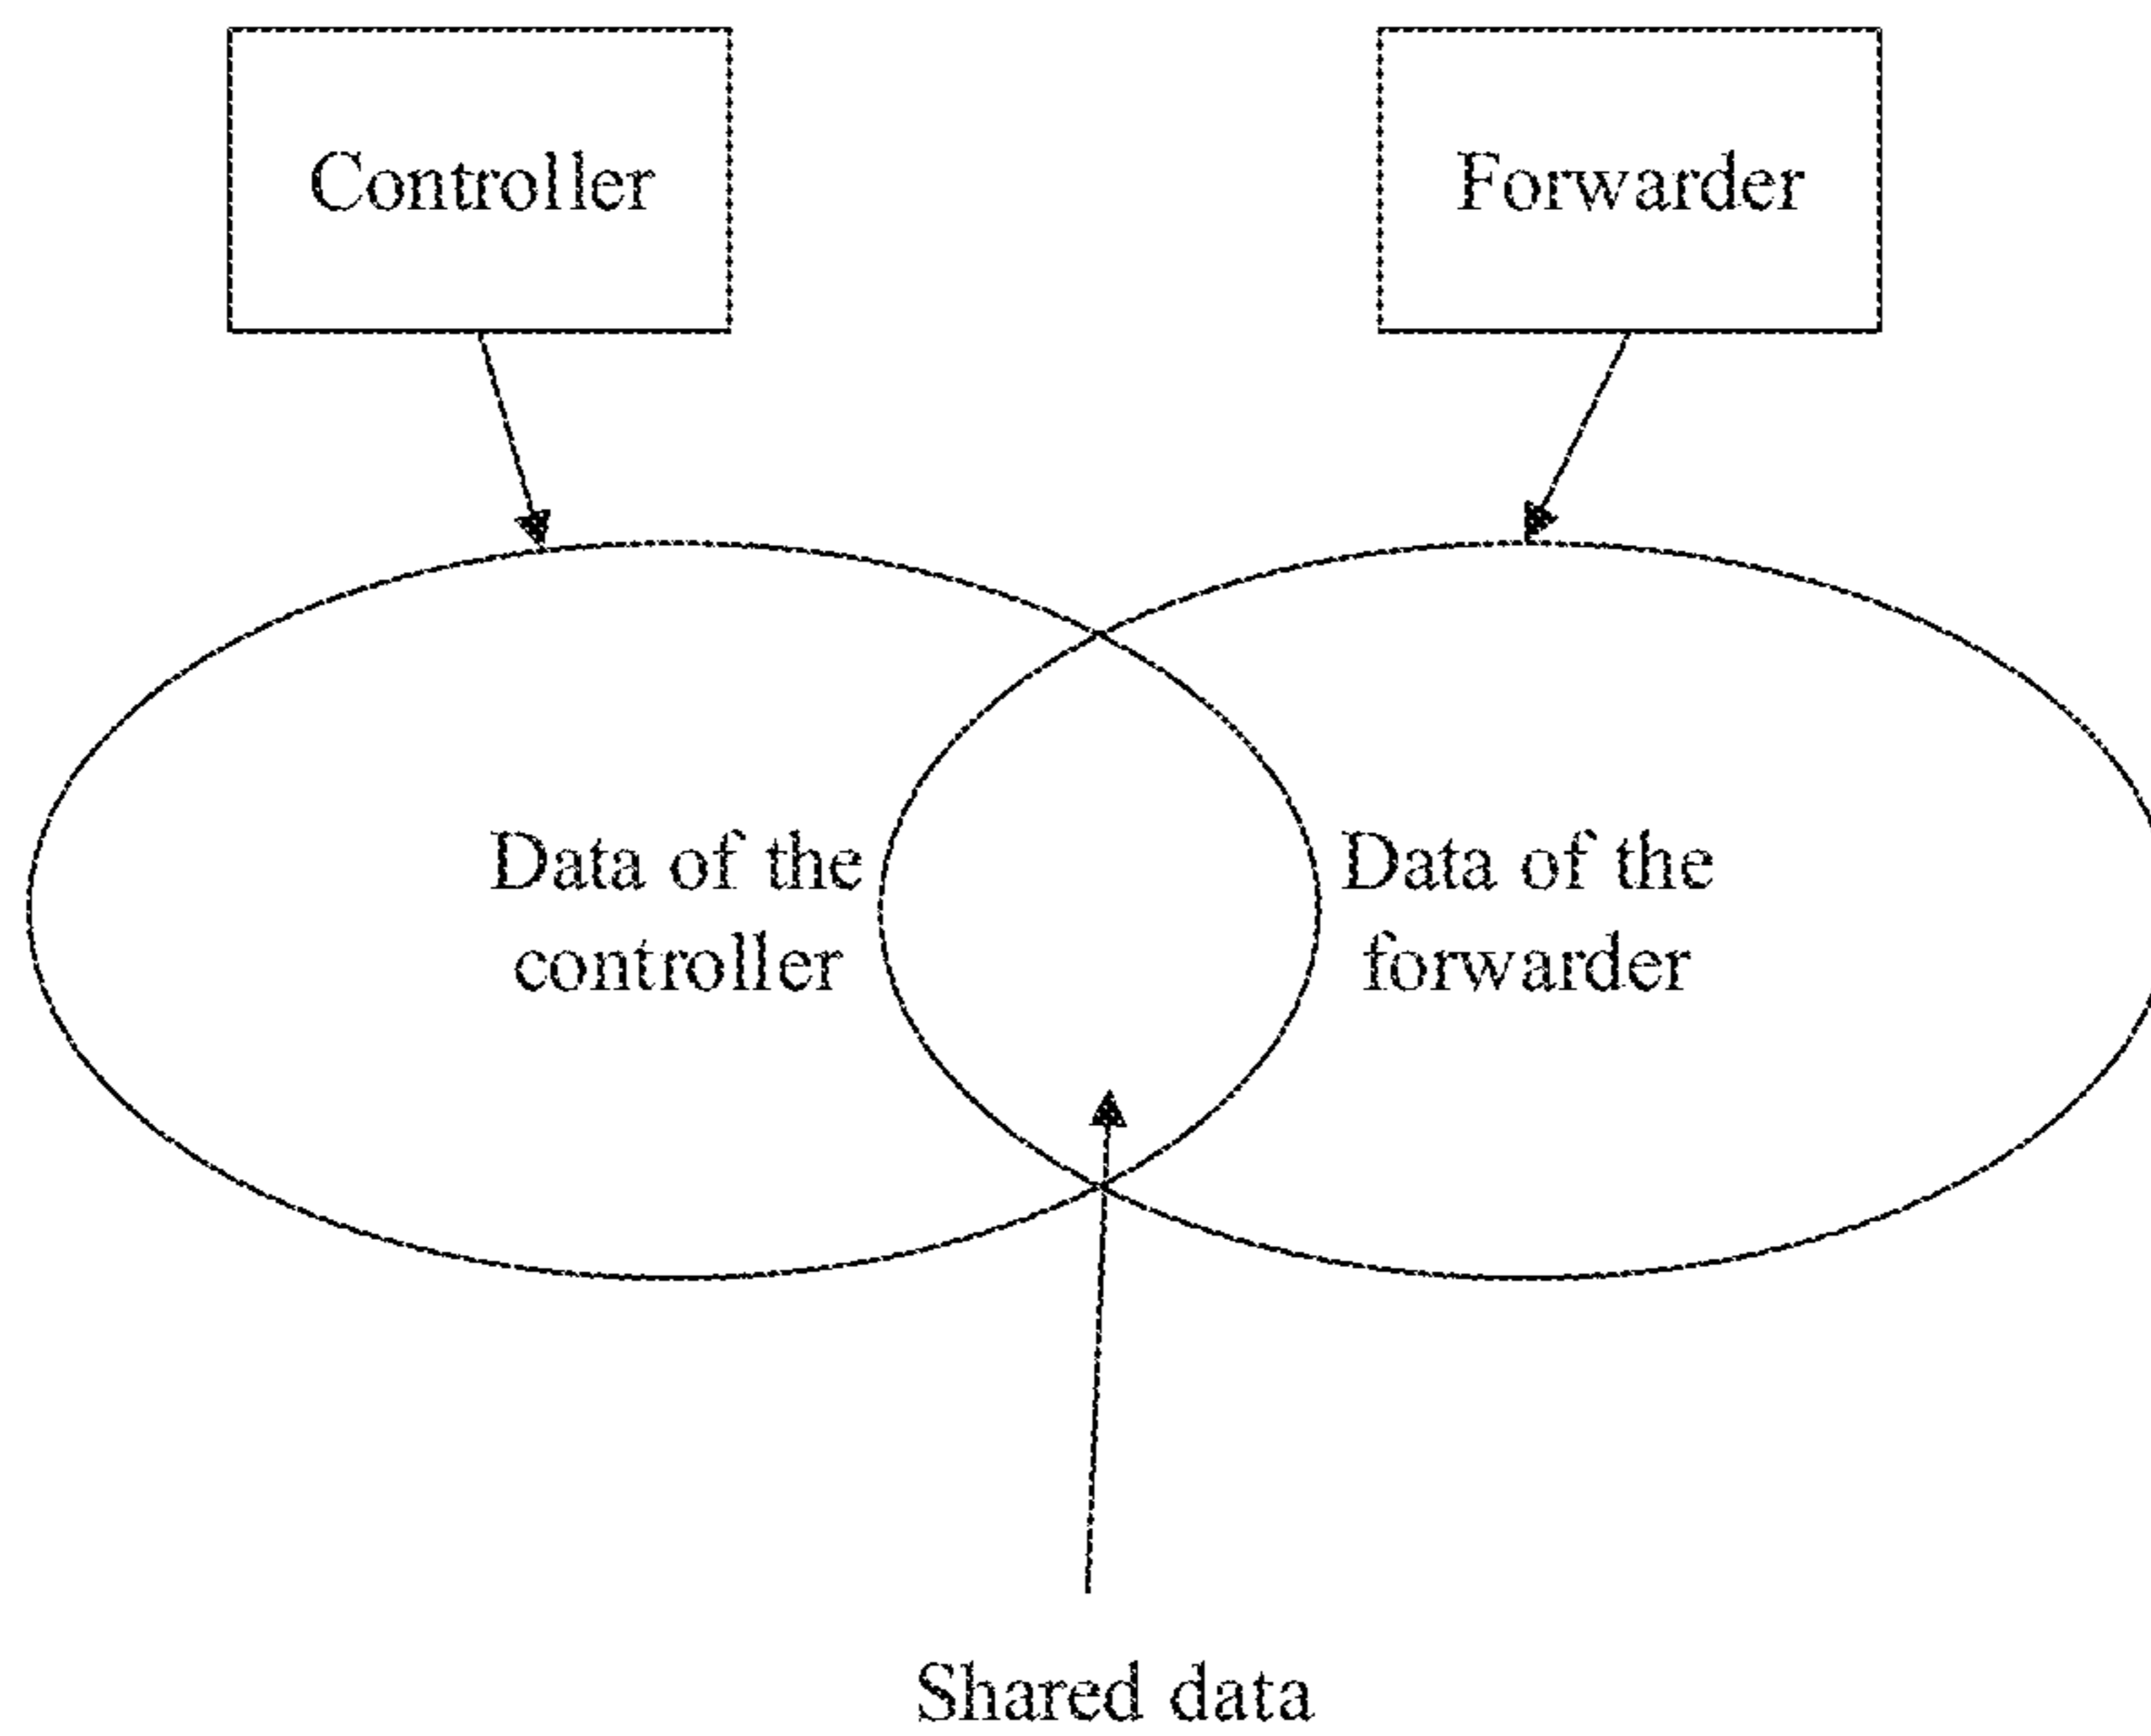 Controller
Forwarder
Data of the
controller
Data of the
forwarder
Shared data